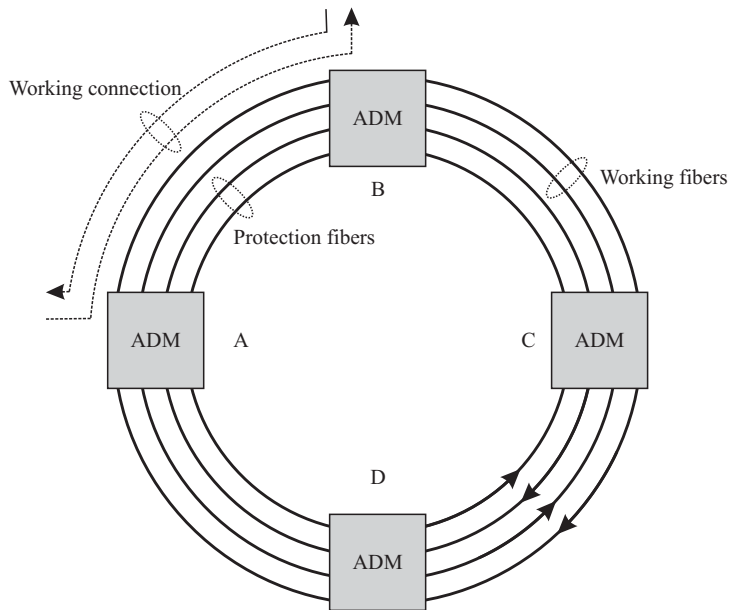 Working connection
ADM
B
Working fibers
Protection fibers
ADM
A
C
ADM
D
ADM